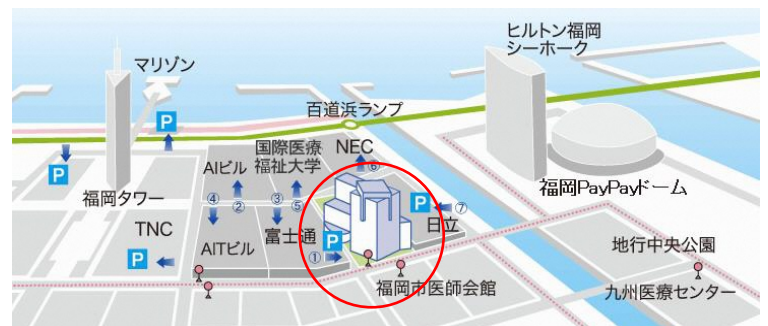 ヒルトン福岡
シーホーク
マリゾン
百道浜ランプ
P
国際医療
福祉大学
NEC
⑥
AIビル
P
福岡タワー
④
②
③
⑤
P
⑦
福岡PayPayドーム
TNC
AITビル
富士通
P
日立
P
①
地行中央公園
福岡市医師会館
九州医療センター